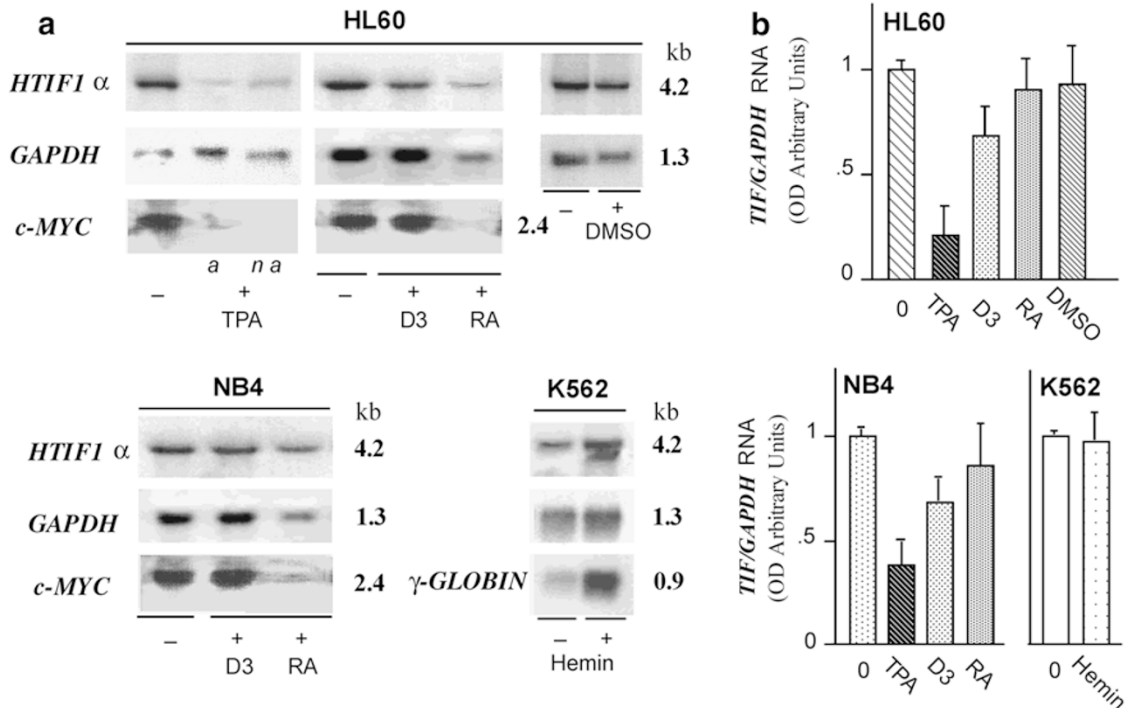 a
HL60
kb
HTIF1 α
4.2
GAPDH
1.3
c-MYC
2.4
– +
DMSO
a n a
– +
TPA
– + +
D3 RA
NB4
kb
HTIF1 α
4.2
GAPDH
1.3
c-MYC
2.4
– + +
D3 RA
K562
kb
4.2
1.3
γ-GLOBIN
0.9
– +
Hemin
b
HL60
TIF/GAPDH RNA
(OD Arbitrary Units)
1
.5
0
0 TPA D3 RA DMSO
NB4
TIF/GAPDH RNA
(OD Arbitrary Units)
1
.5
0
0 TPA D3 RA
K562
0 Hemin